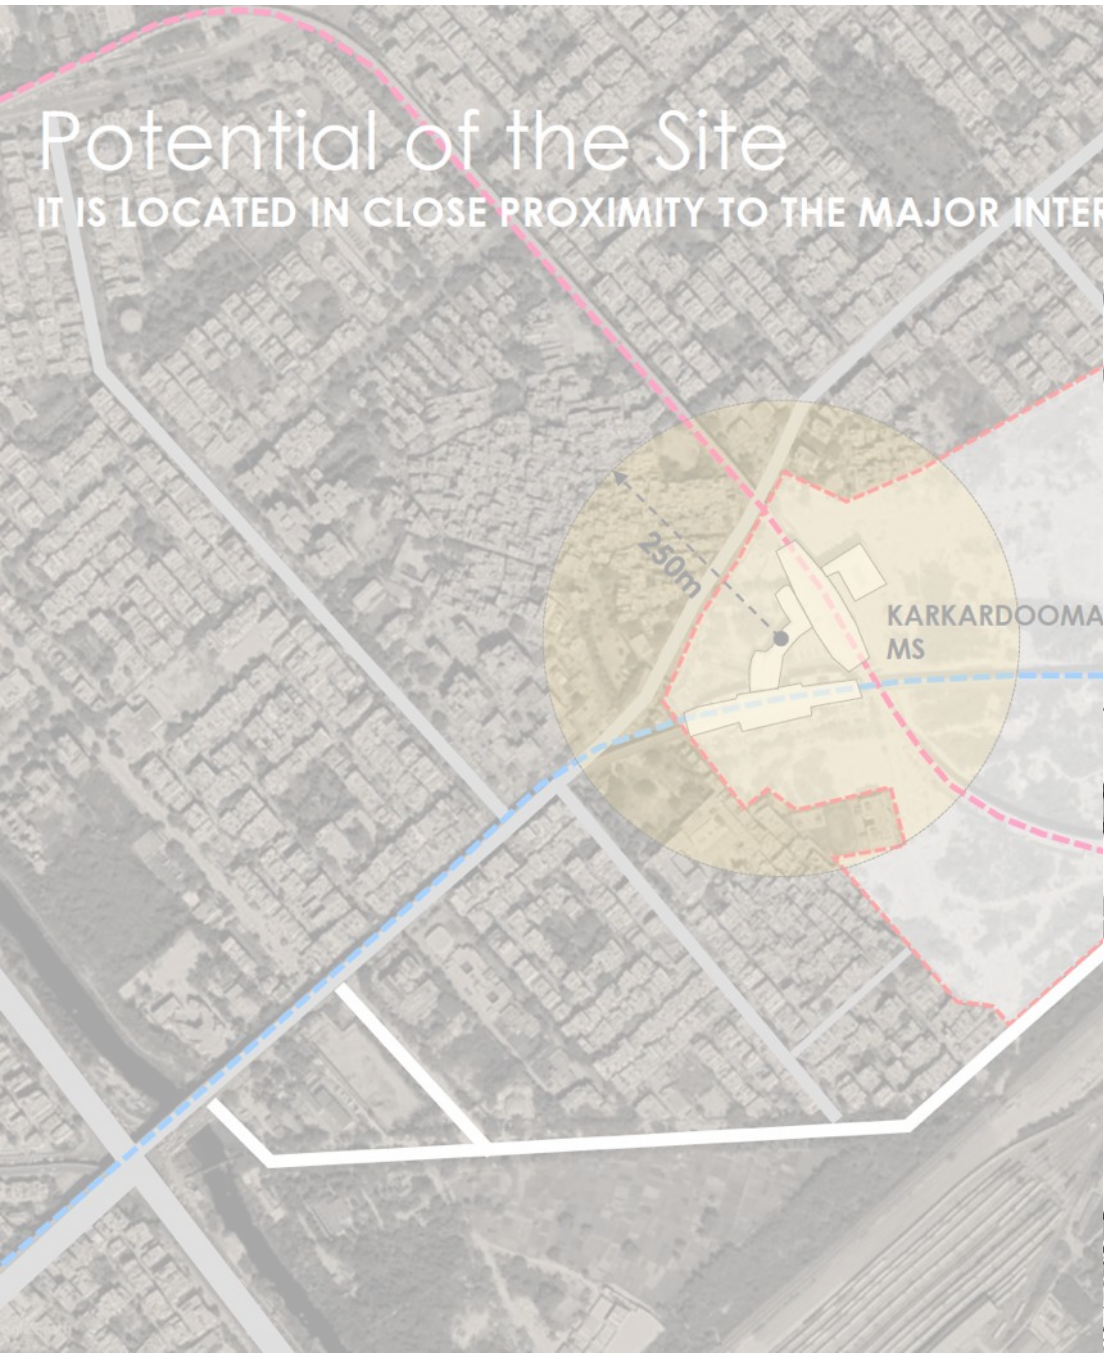 Potential of the Site
IT IS LOCATED IN CLOSE PROXIMITY TO THE MAJOR INTER
250m
KARKARDOOMA
MS